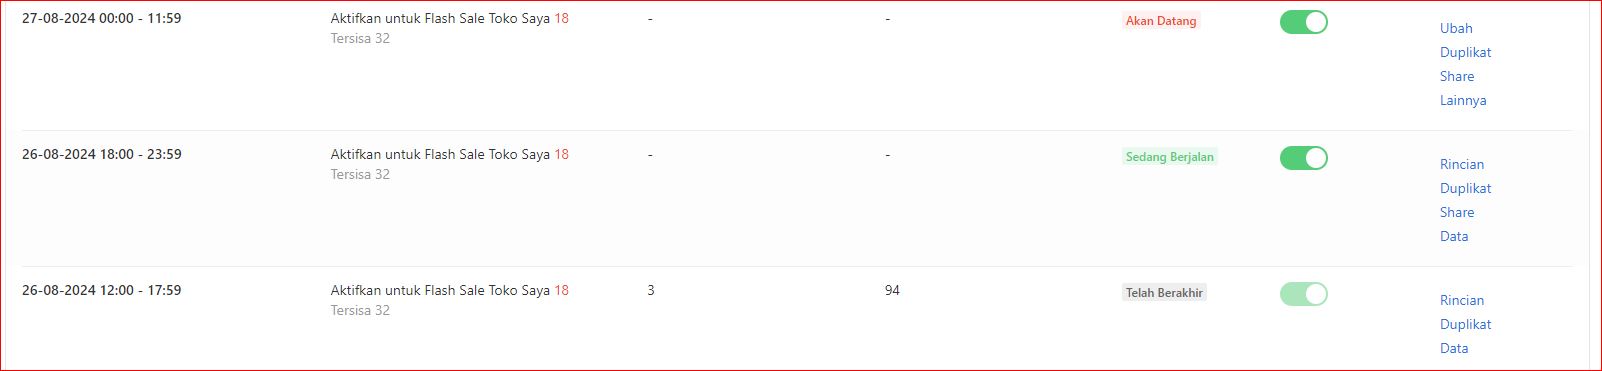 27-08-2024 00:00 - 11:59 Aktifkan untuk Flash Sale Toko Saya 18 - - Akan Datang
Tersisa 32
Ubah
Duplikat
Share
Lainnya
26-08-2024 18:00 - 23:59 Aktifkan untuk Flash Sale Toko Saya 18 - - Sedang Berjalan
Tersisa 32
Rincian
Duplikat
Share
Data
26-08-2024 12:00 - 17:59 Aktifkan untuk Flash Sale Toko Saya 18 3 94 Telah Berakhir
Tersisa 32
Rincian
Duplikat
Data